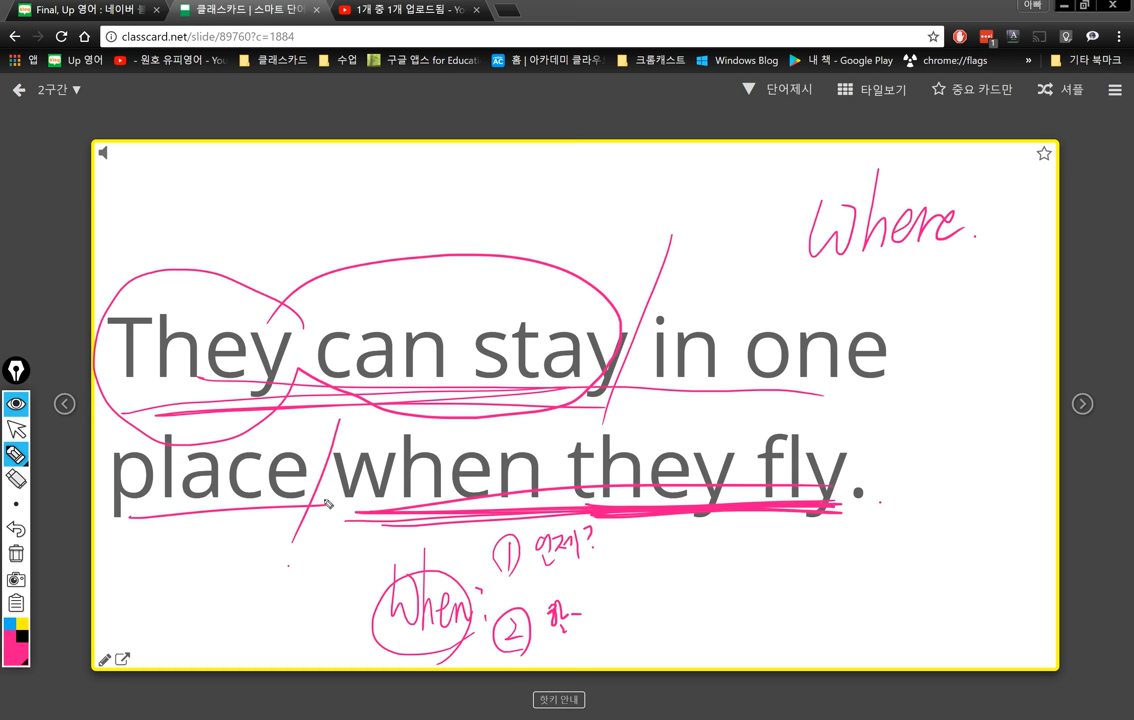 Final, Up 영어 : 네이버 블
클래스카드 | 스마트 단어
1개 중 1개 업로드됨 - Yo
아빠
classcard.net/slide/89760?c=1884
앱
Up 영어
- 원호 유피영어 - You
클래스카드
수업
구글 앱스 for Educati
홈 | 아카데미 클라우
크롬캐스트
Windows Blog
내 책 - Google Play
chrome://flags
»
기타 북마크
2구간 ▼
단어제시
타일보기
중요 카드만
셔플
Where.
They can stay in one
place when they fly.
① 언제?
When:
②
핫키 안내